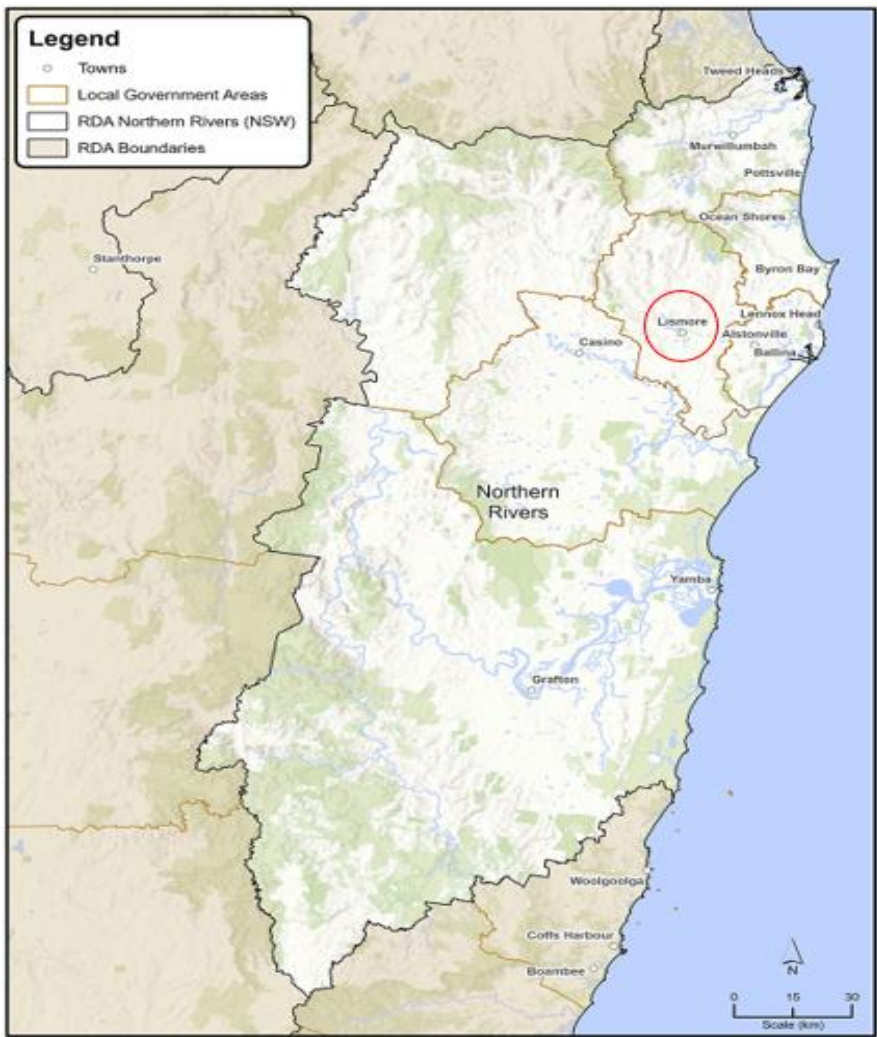 Legend
Towns
Local Government Areas
RDA Northern Rivers (NSW)
RDA Boundaries
Tweed Heads
Murwillumbah
Pottsville
Ocean Shores
Stanthorpe
Byron Bay
Lennox Head
Lismore
Alstonville
Casino
Ballina
Northern
Rivers
Yamba
Grafton
Woolgoolga
Coffs Harbour
Boambee
N
0 15 30
Scale (km)